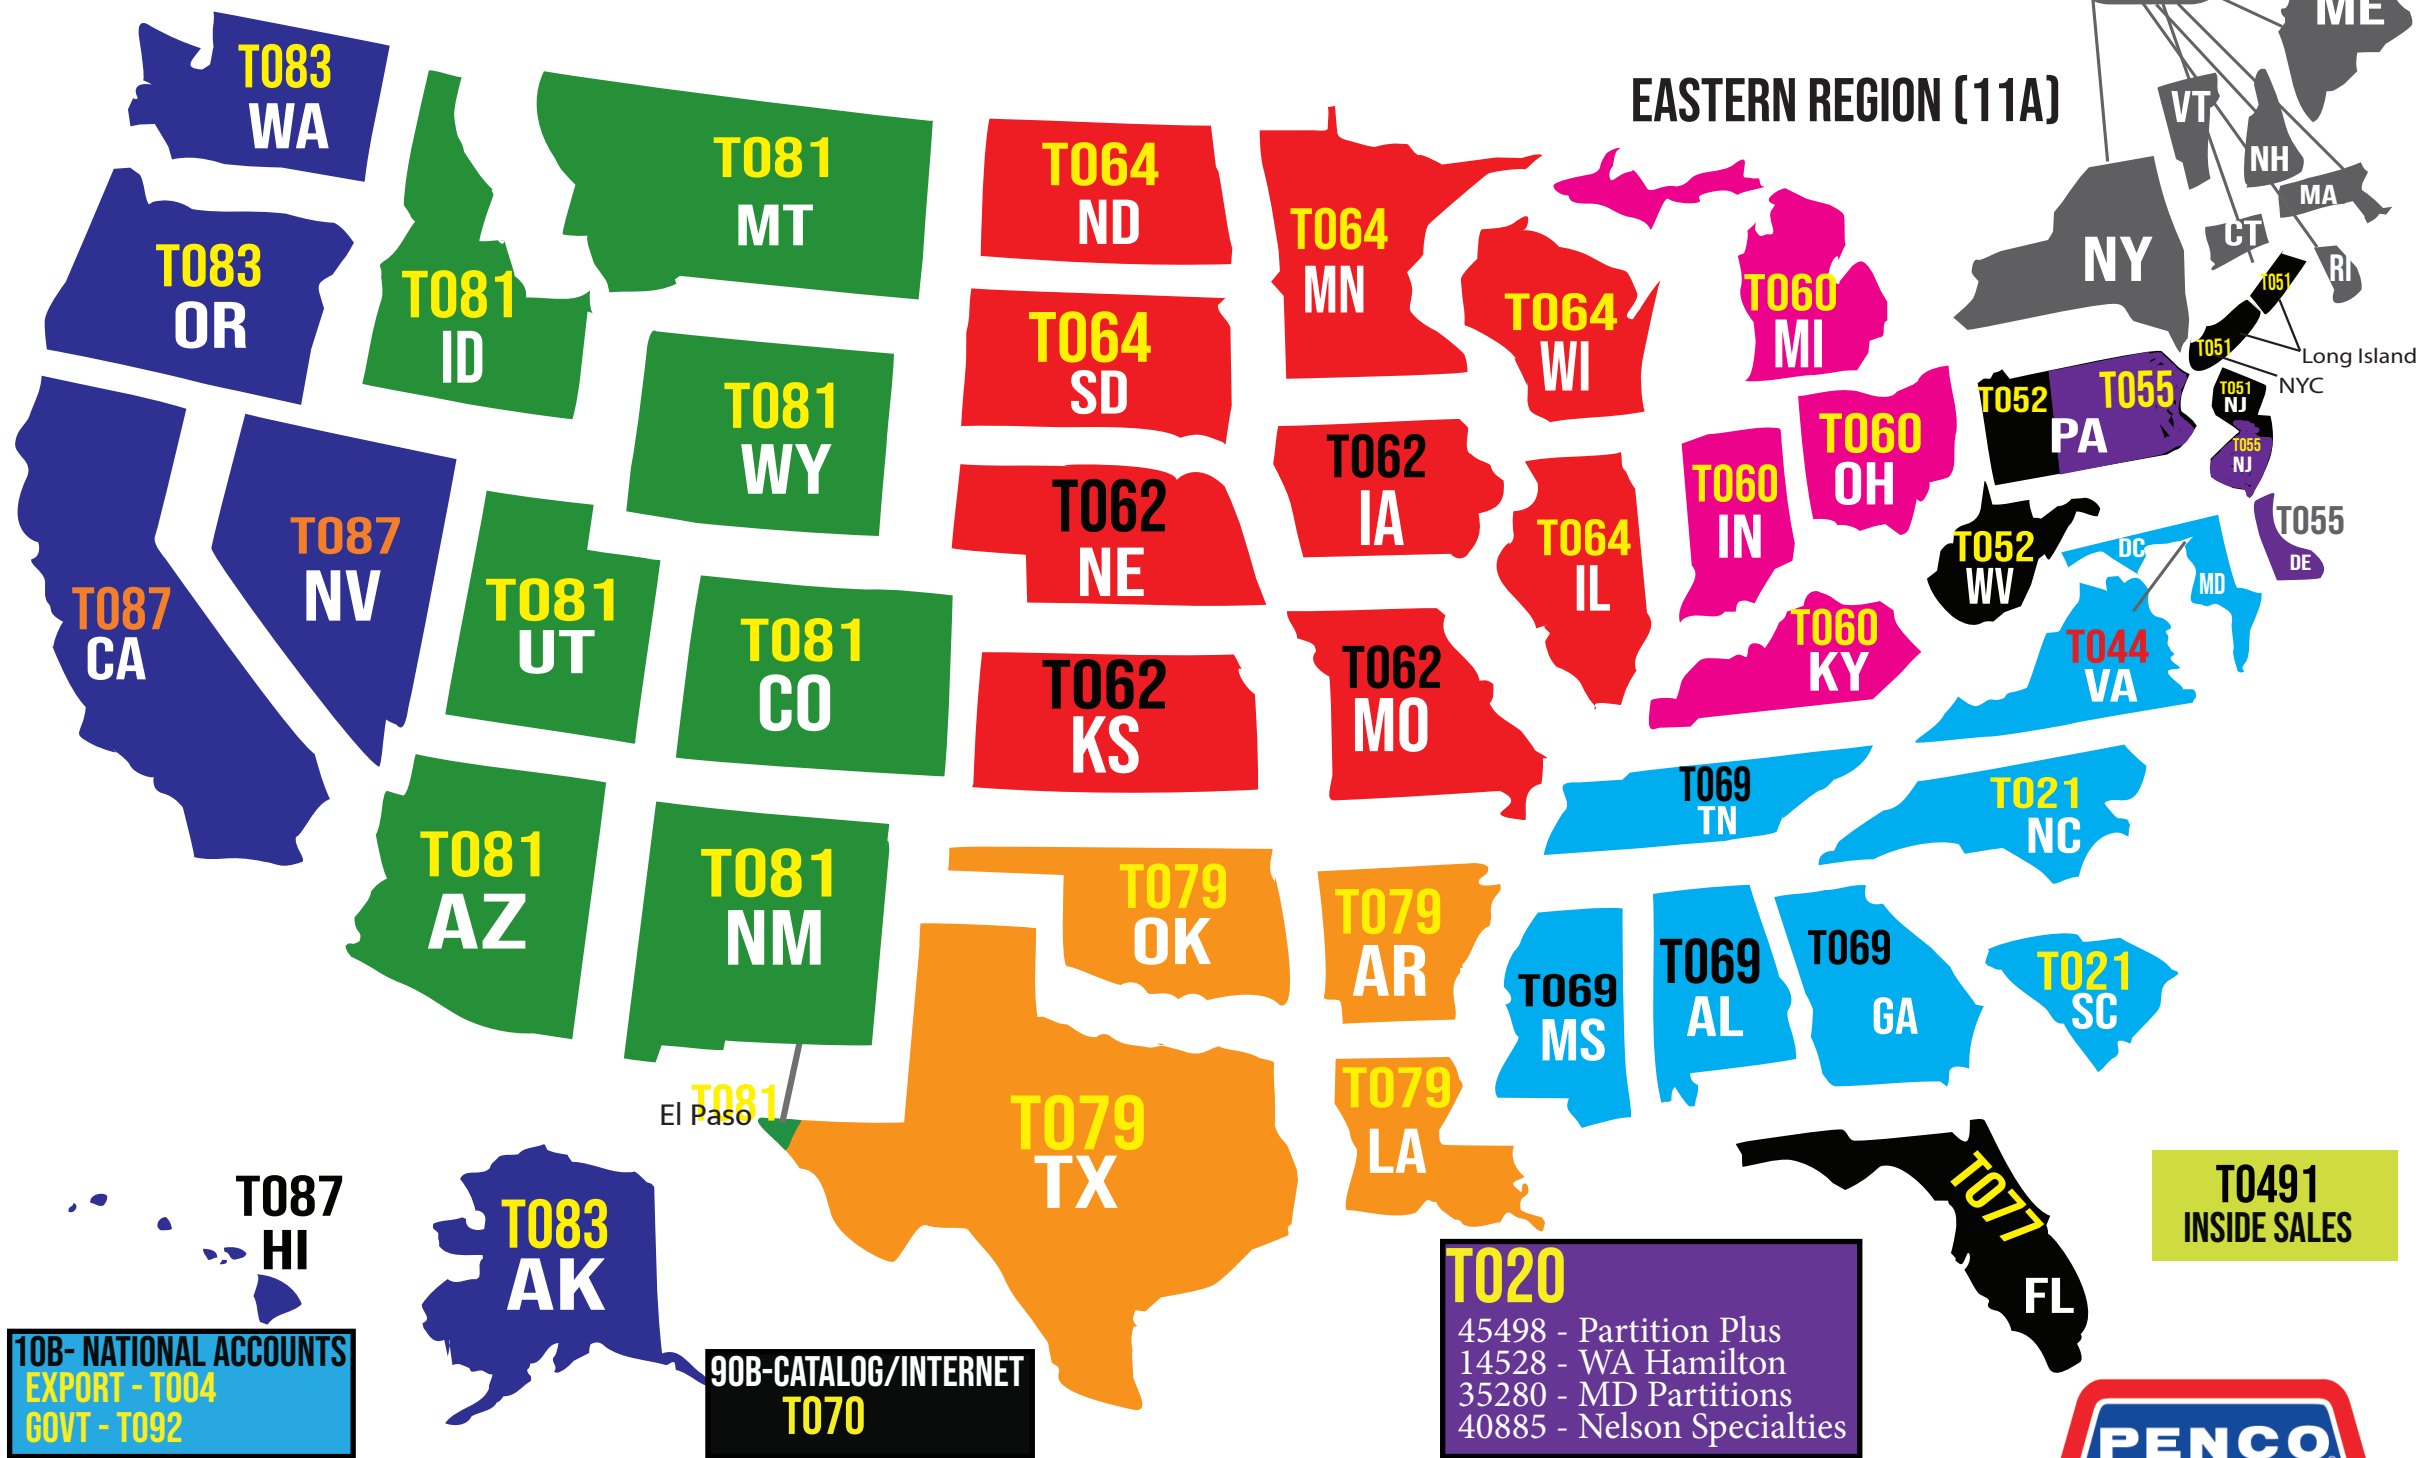 ME
EASTERN REGION (11A)
T083
WA
VT
NH
MA
CT
RI
NY
T051
T051
Long Island
NYC
T081
MT
T064
ND
T064
MN
T083
OR
T081
ID
T064
SD
T064
WI
T060
MI
T081
WY
T052
T055
PA
T051
NJ
T055
NJ
T062
NE
T062
IA
T060
OH
T060
IN
T055
DE
T087
NV
T087
CA
T081
UT
T081
CO
T064
IL
T052
WV
DC
MD
T060
KY
T044
VA
T062
KS
T062
MO
T069
TN
T021
NC
T081
AZ
T081
NM
T079
OK
T079
AR
T069
MS
T069
AL
T069
GA
T021
SC
T081
El Paso
T079
TX
T079
LA
T077
FL
T087
HI
T083
AK
T0491
INSIDE SALES
10B- NATIONAL ACCOUNTS
EXPORT - T004
GOVT - T092
90B-CATALOG/INTERNET
T070
T020
45498 - Partition Plus
14528 - WA Hamilton
35280 - MD Partitions
40885 - Nelson Specialties
PENCO